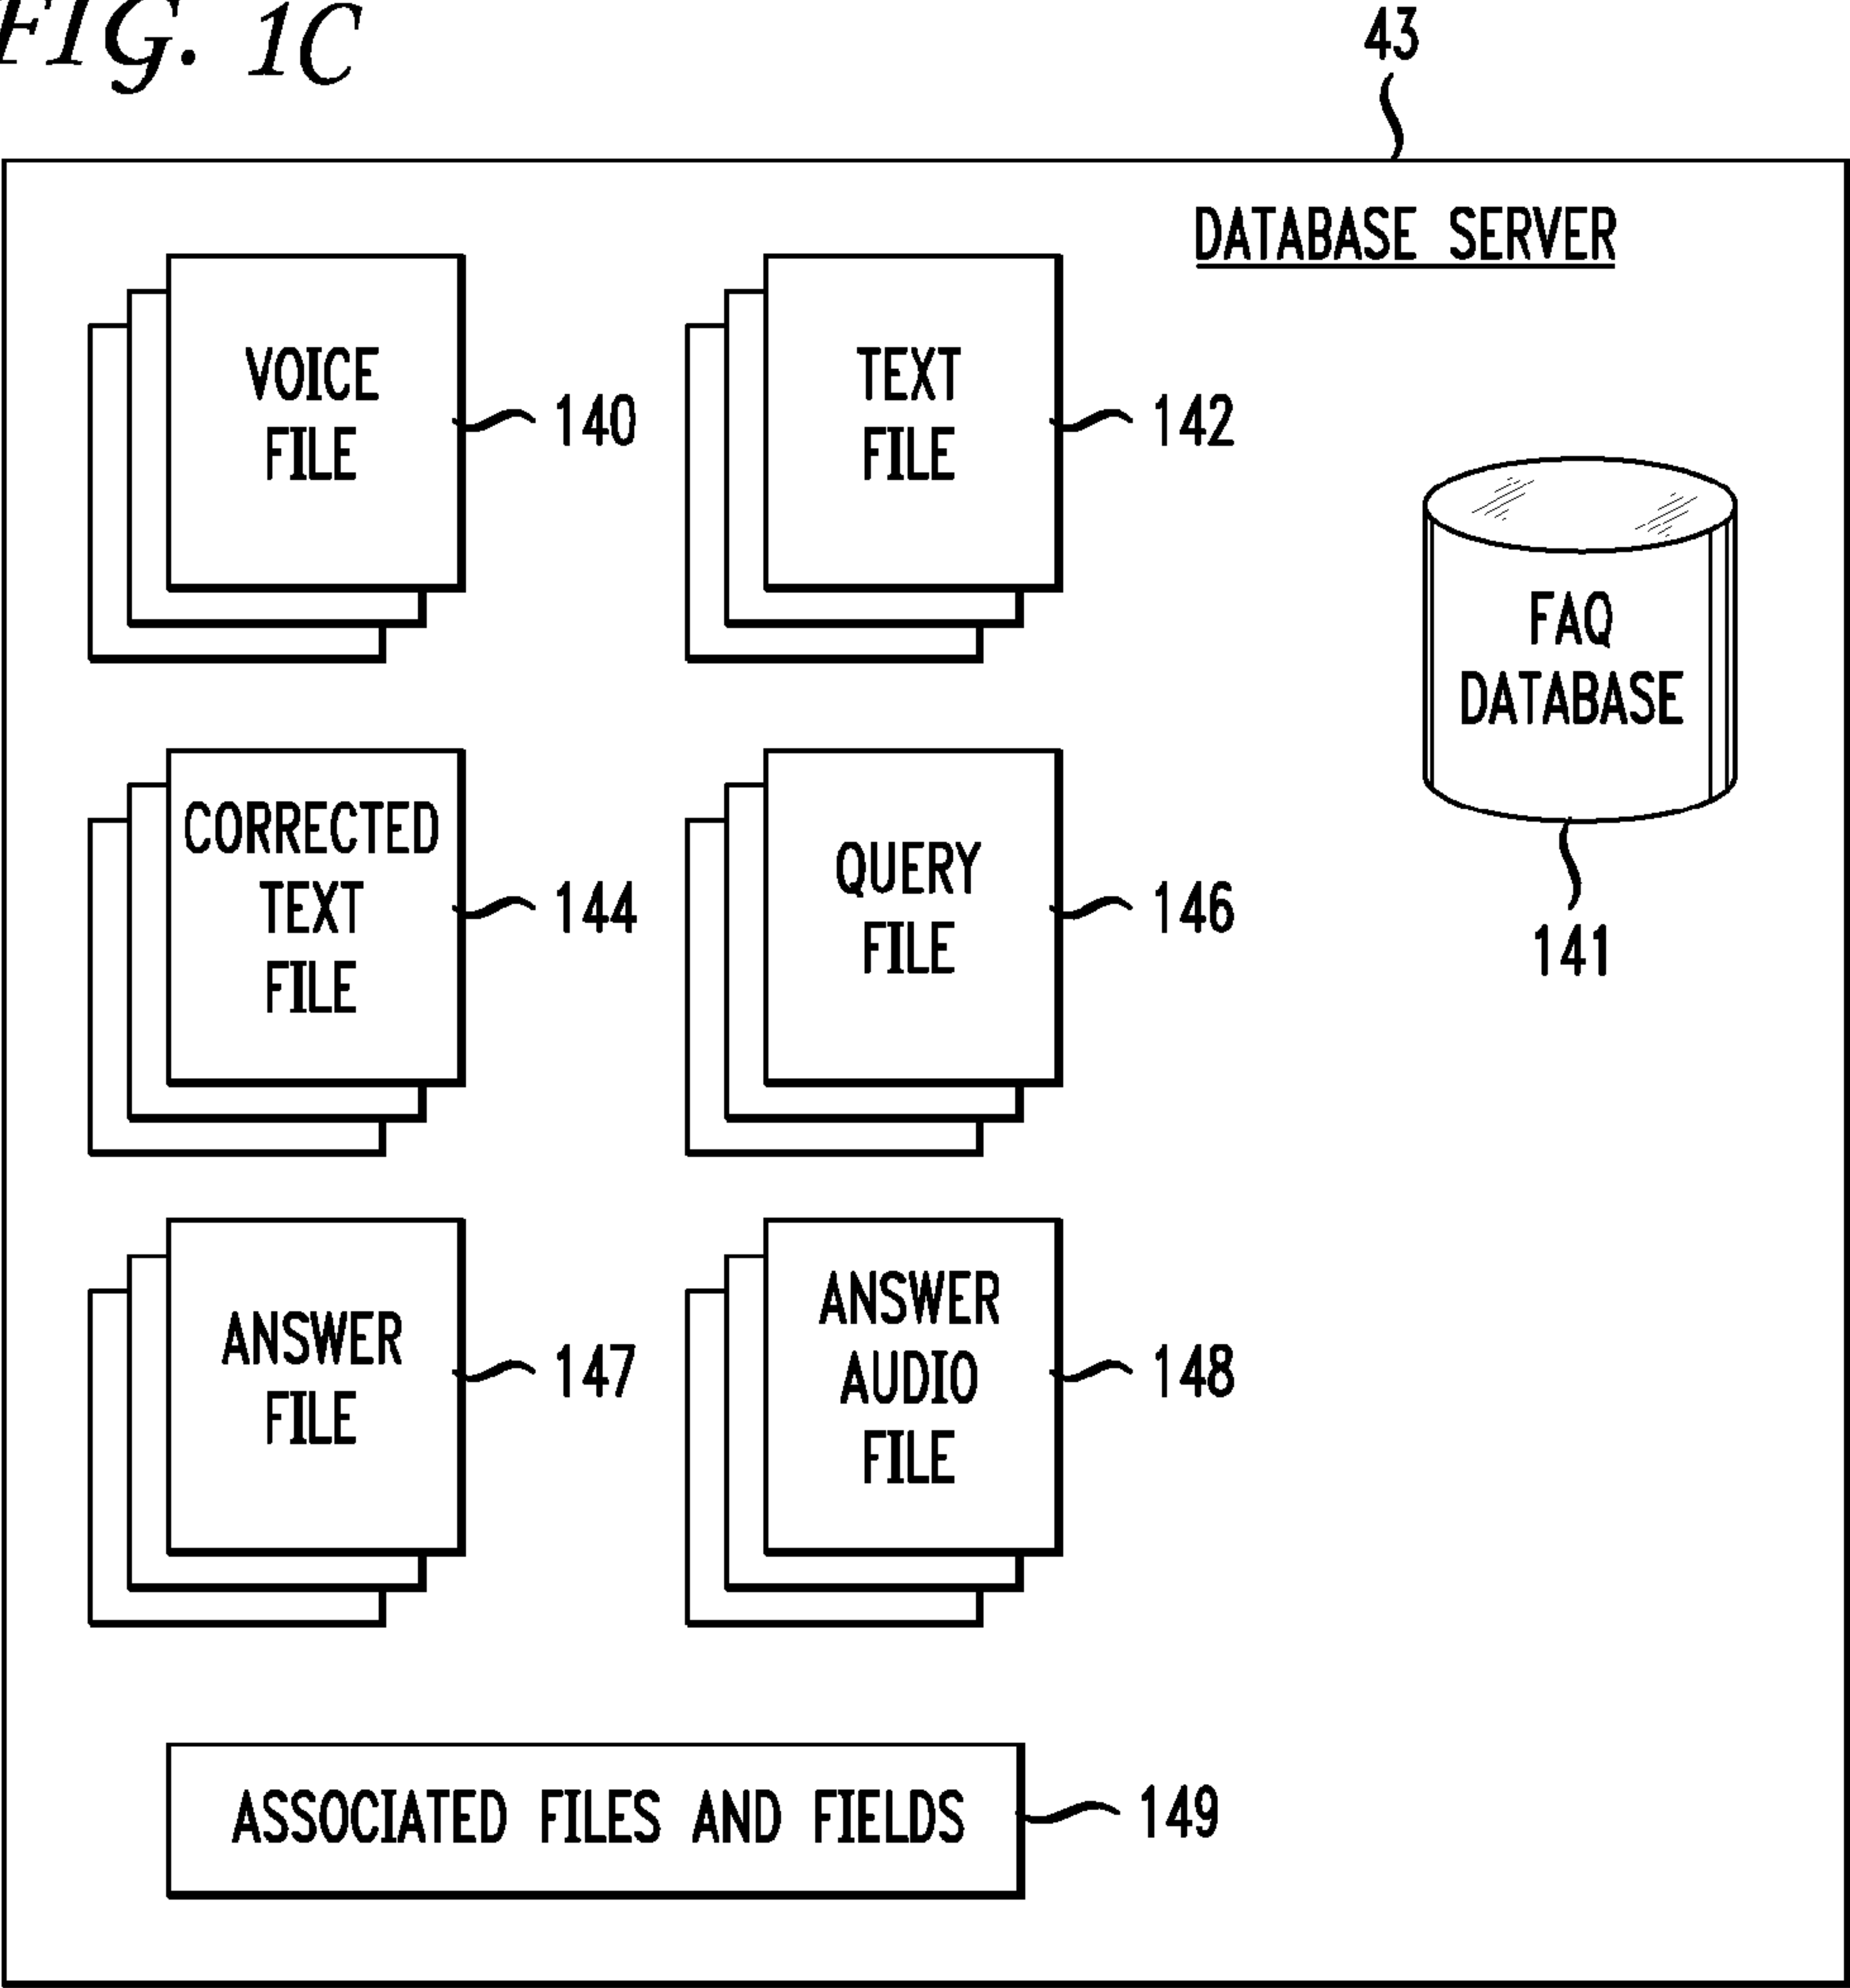 FIG. 1C
43
DATABASE SERVER
VOICE
FILE
140
TEXT
FILE
142
FAQ
DATABASE
141
CORRECTED
TEXT
FILE
144
QUERY
FILE
146
ANSWER
FILE
147
ANSWER
AUDIO
FILE
148
ASSOCIATED FILES AND FIELDS
149